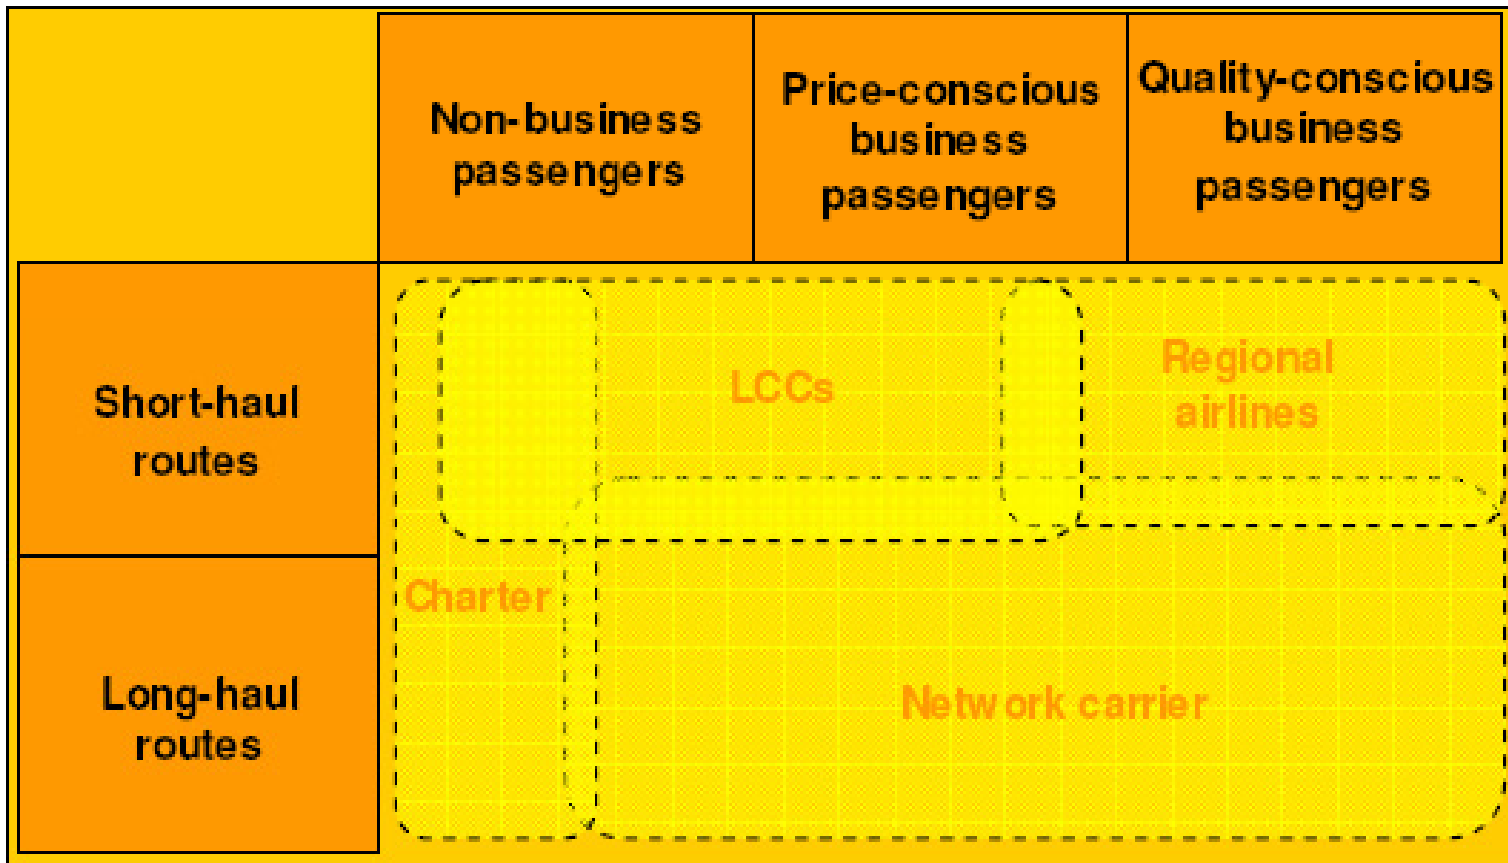 Non-business
passengers
Price-conscious
business
passengers
Quality-conscious
business
passengers
Short-haul
routes
LCCs
Regional
airlines
Charter
Long-haul
routes
Network carrier